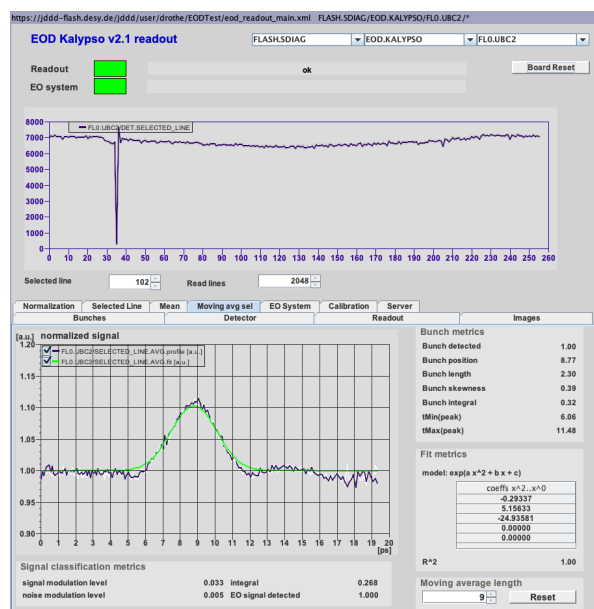 https://jddd-flash.desy.de/jddd/user/drothe/EODTest/eod_readout_main.xml FLASH.SDIAG/EOD.KALYPSO/FL0.UBC2/*
EOD Kalypso v2.1 readout FLASH.SDIAG EOD.KALYPSO FL0.UBC2
Readout ok Board Reset
EO system
8000
FL0.UBC2/DET.SELECTED_LINE
7000
6000
5000
4000
3000
2000
1000
0
0 10 20 30 40 50 60 70 80 90 100 110 120 130 140 150 160 170 180 190 200 210 220 230 240 250 260
Selected line 102 Read lines 2048
Normalization Selected Line Mean Moving avg sel EO System Calibration Server
Bunches Detector Readout Images
[a.u.] normalized signal
1.20
FL0.UBC2/SELECTED_LINE.AVG.profile [a.u.]
FL0.UBC2/SELECTED_LINE.AVG.fit [a.u.]
1.15
1.10
1.05
1.00
0.95
0.90
0 1 2 3 4 5 6 7 8 9 10 11 12 13 14 15 16 17 18 19 20
[ps]
Bunch metrics
Bunch detected 1.00
Bunch position 8.77
Bunch length 2.30
Bunch skewness 0.39
Bunch integral 0.32
tMin(peak) 6.06
tMax(peak) 11.48
Fit metrics
model: exp(a x^2 + b x + c)
coeffs x^2..x^0
-0.29337
5.15633
-24.93581
0.00000
0.00000
R^2 1.00
Signal classification metrics
signal modulation level 0.033 integral 0.268
noise modulation level 0.005 EO signal detected 1.000
Moving average length
9 Reset